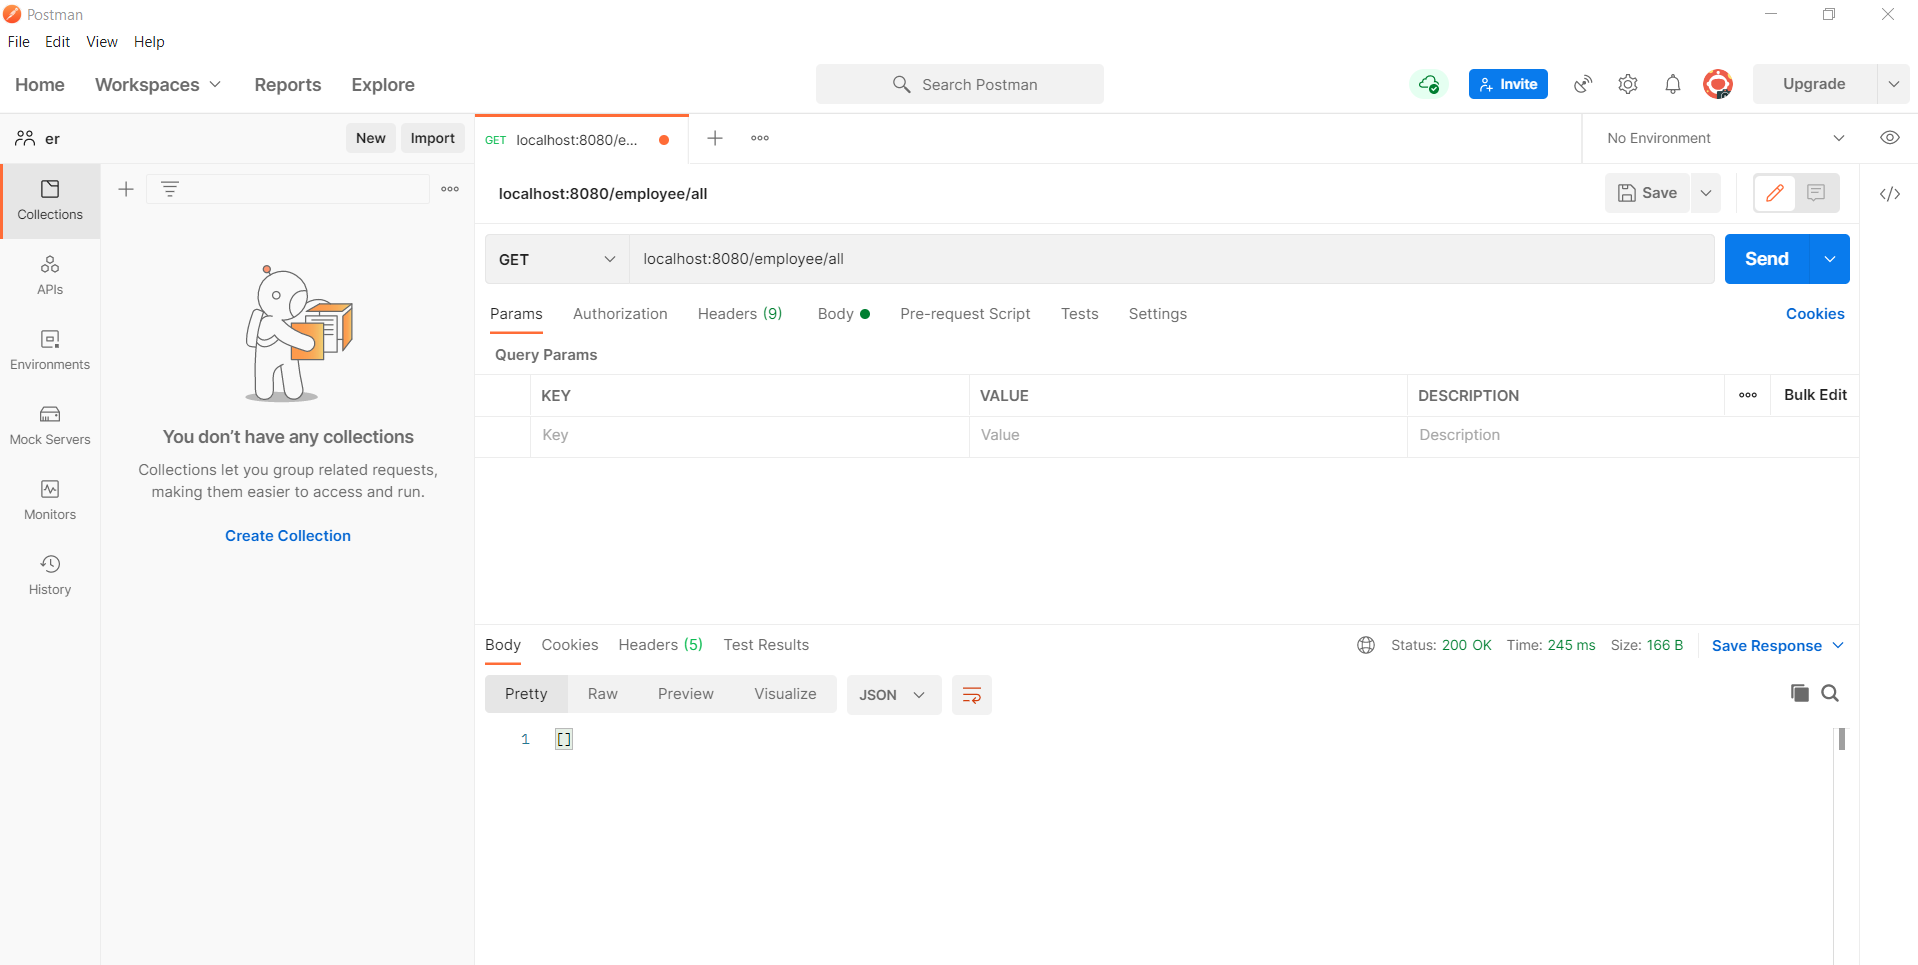 Postman
File Edit View Help
Home Workspaces Reports Explore
Search Postman
Invite
Upgrade
er
New Import
GET localhost:8080/e...
No Environment
Collections
APIs
Environments
Mock Servers
Monitors
History
You don't have any collections
Collections let you group related requests,
making them easier to access and run.
Create Collection
localhost:8080/employee/all
Save
GET localhost:8080/employee/all
Send
Params Authorization Headers (9) Body Pre-request Script Tests Settings
Cookies
Query Params
KEY VALUE DESCRIPTION Bulk Edit
Key Value Description
Body Cookies Headers (5) Test Results
Status: 200 OK Time: 245 ms Size: 166 B Save Response
Pretty Raw Preview Visualize JSON
1 []